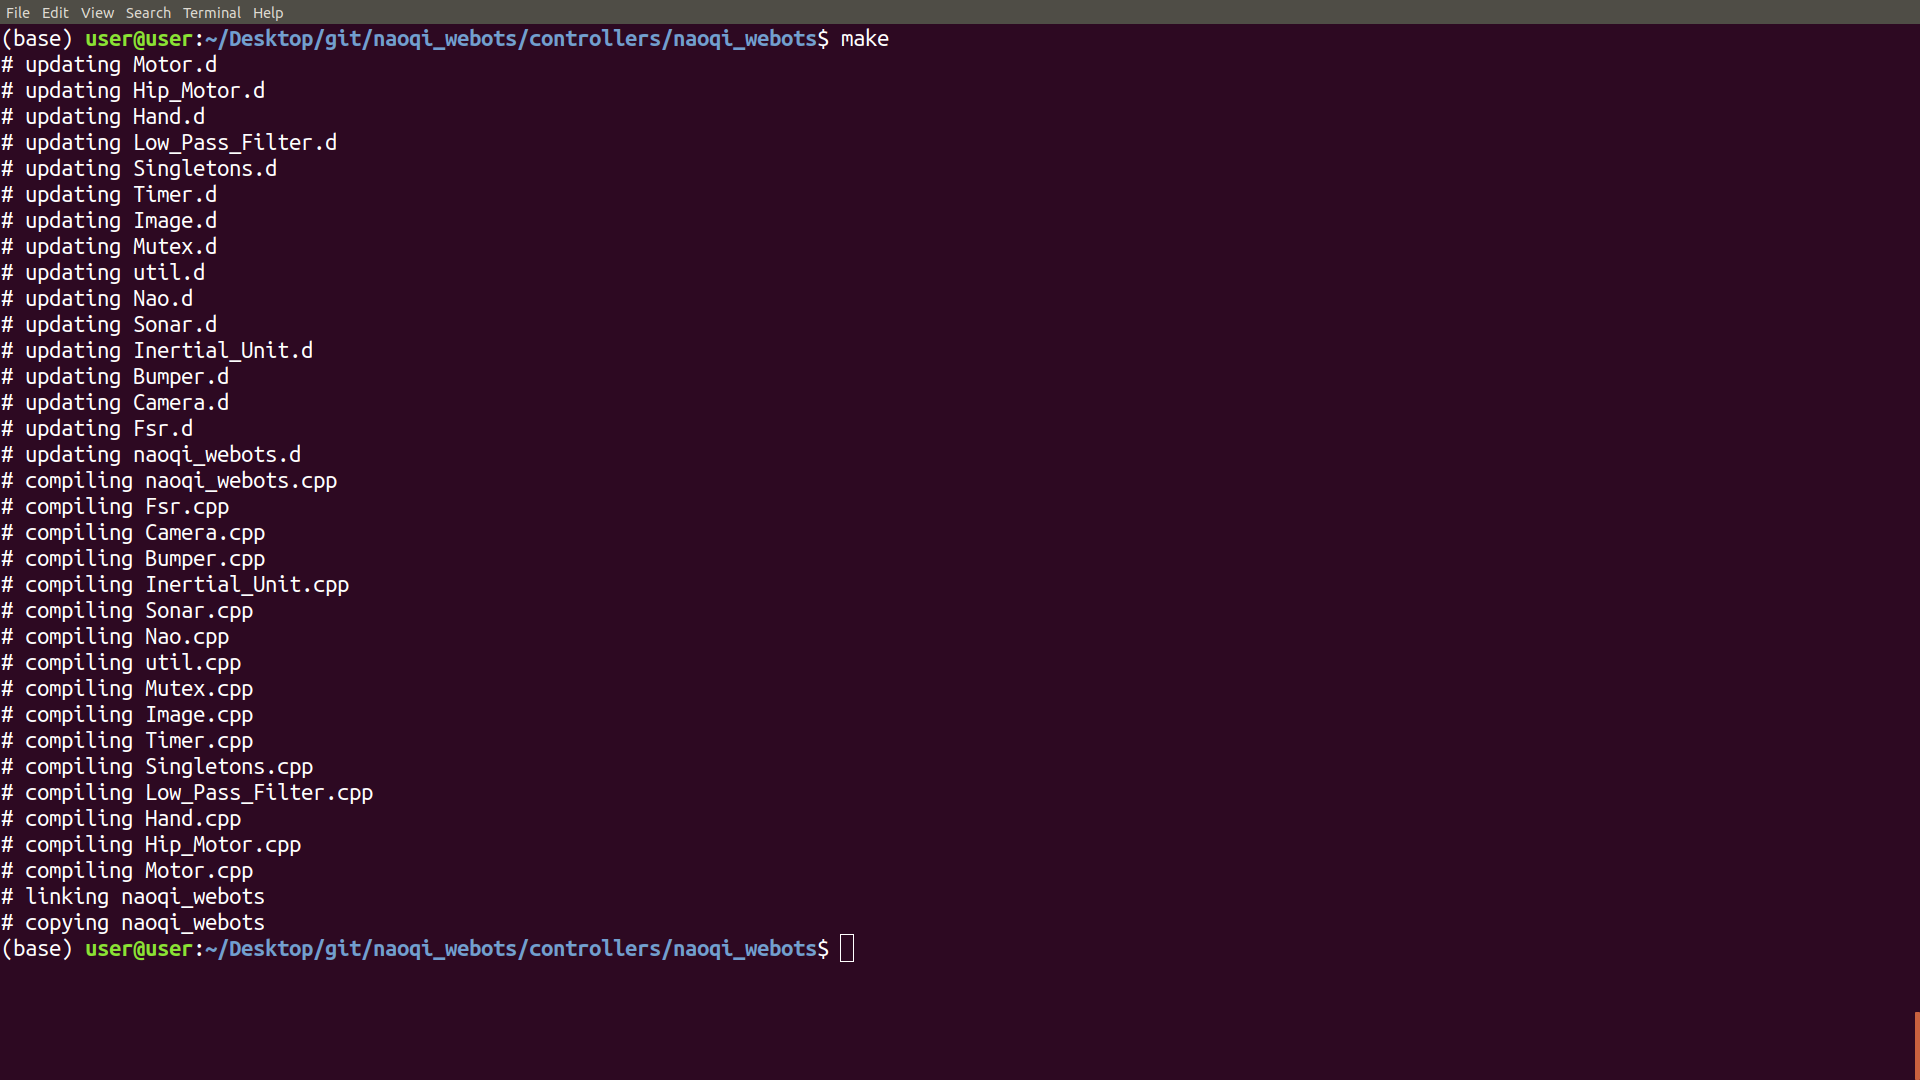 File Edit View Search Terminal Help
(base) user@user:~/Desktop/git/naoqi_webots/controllers/naoqi_webots$ make
# updating Motor.d
# updating Hip_Motor.d
# updating Hand.d
# updating Low_Pass_Filter.d
# updating Singletons.d
# updating Timer.d
# updating Image.d
# updating Mutex.d
# updating util.d
# updating Nao.d
# updating Sonar.d
# updating Inertial_Unit.d
# updating Bumper.d
# updating Camera.d
# updating Fsr.d
# updating naoqi_webots.d
# compiling naoqi_webots.cpp
# compiling Fsr.cpp
# compiling Camera.cpp
# compiling Bumper.cpp
# compiling Inertial_Unit.cpp
# compiling Sonar.cpp
# compiling Nao.cpp
# compiling util.cpp
# compiling Mutex.cpp
# compiling Image.cpp
# compiling Timer.cpp
# compiling Singletons.cpp
# compiling Low_Pass_Filter.cpp
# compiling Hand.cpp
# compiling Hip_Motor.cpp
# compiling Motor.cpp
# linking naoqi_webots
# copying naoqi_webots
(base) user@user:~/Desktop/git/naoqi_webots/controllers/naoqi_webots$